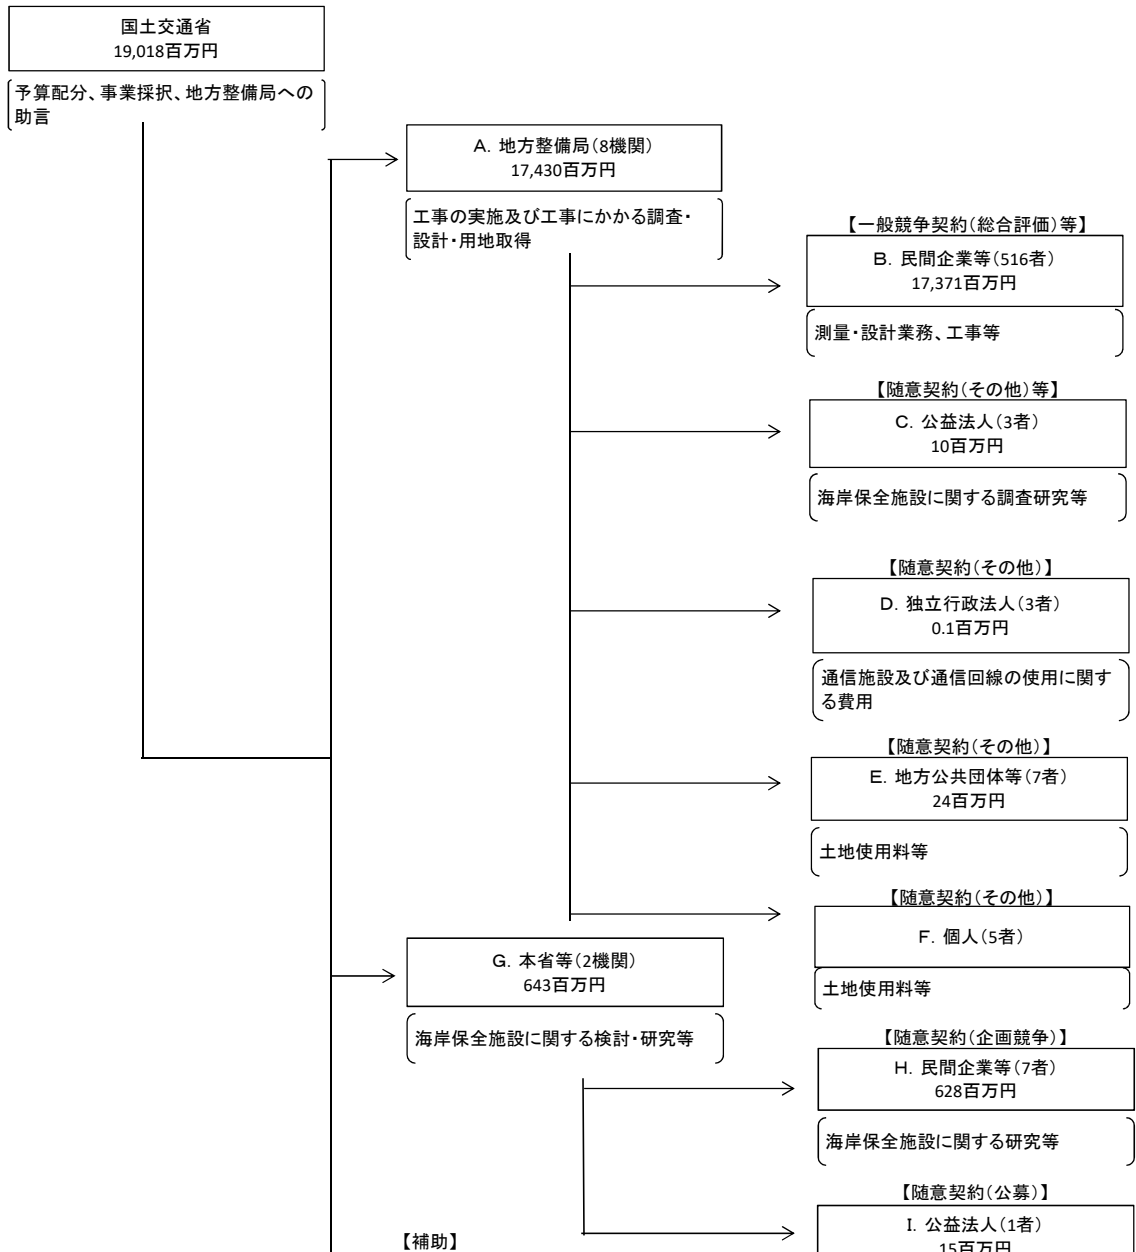 国土交通省
19,018百万円
予算配分、事業採択、地方整備局への
助言
A．地方整備局（8機関）
17,430百万円
工事の実施及び工事にかかる調査・
設計・用地取得
【一般競争契約（総合評価）等】
B．民間企業等（516者）
17,371百万円
測量・設計業務、工事等
【随意契約（その他）等】
C．公益法人（3者）
10百万円
海岸保全施設に関する調査研究等
【随意契約（その他）】
D．独立行政法人（3者）
0.1百万円
通信施設及び通信回線の使用に関す
る費用
【随意契約（その他）】
E．地方公共団体等（7者）
24百万円
土地使用料等
【随意契約（その他）】
F．個人（5者）
土地使用料等
G．本省等（2機関）
643百万円
海岸保全施設に関する検討・研究等
【随意契約（企画競争）】
H．民間企業等（7者）
628百万円
海岸保全施設に関する研究等
【随意契約（公募）】
I．公益法人（1者）
15百万円
【補助】